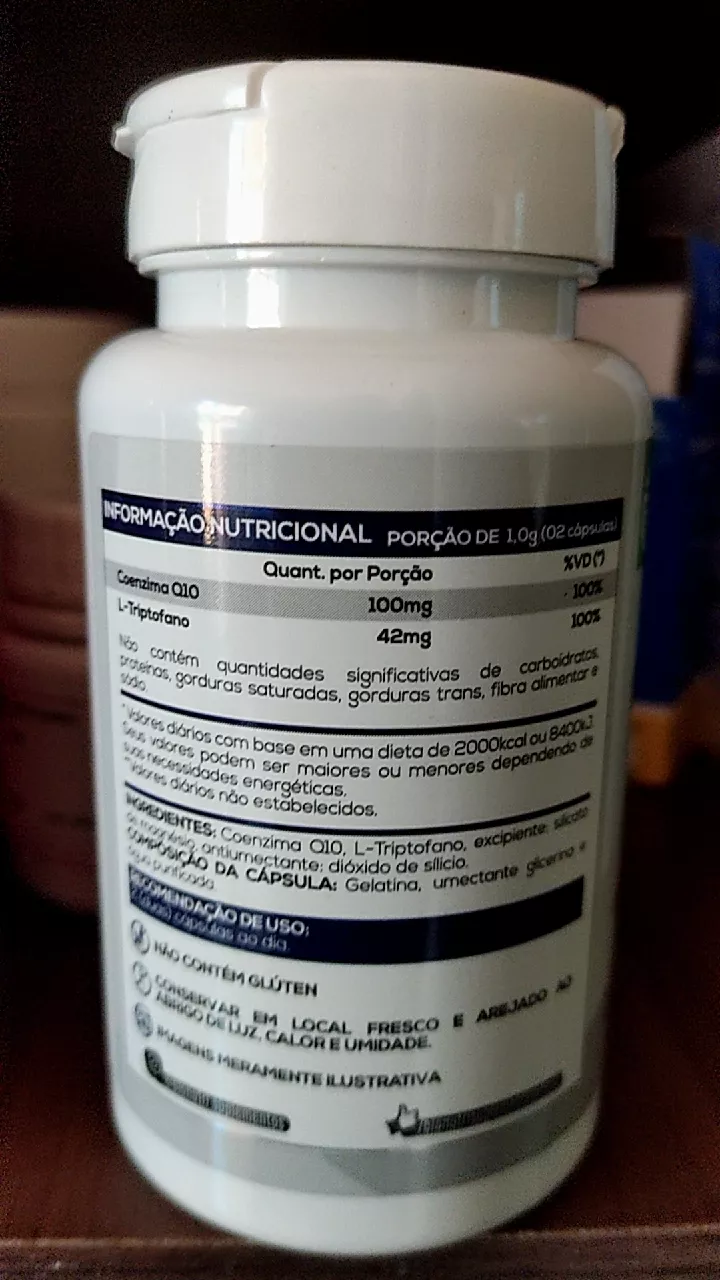 INFORMAÇÃO NUTRICIONAL PORÇÃO DE 1,0g (02 cápsulas)
Quant. por Porção %VD(*)
Coenzima Q10 100mg 100%
L-Triptofano 42mg 100%
Não contém quantidades significativas de carboidratos,
proteínas, gorduras saturadas, gorduras trans, fibra alimentar e
sódio.
*Valores diários com base em uma dieta de 2000kcal ou 8400kJ.
Seus valores podem ser maiores ou menores dependendo de
suas necessidades energéticas.
*Valores diários não estabelecidos.
INGREDIENTES: Coenzima Q10, L-Triptofano, excipiente: silicato
de magnésio, antiumectante: dióxido de silício.
COMPOSIÇÃO DA CÁPSULA: Gelatina, umectante glicerina e
água purificada.
RECOMENDAÇÃO DE USO:
2 (duas) cápsulas ao dia.
NÃO CONTÉM GLÚTEN
CONSERVAR EM LOCAL FRESCO E AREJADO AO
ABRIGO DE LUZ, CALOR E UMIDADE.
IMAGENS MERAMENTE ILUSTRATIVA